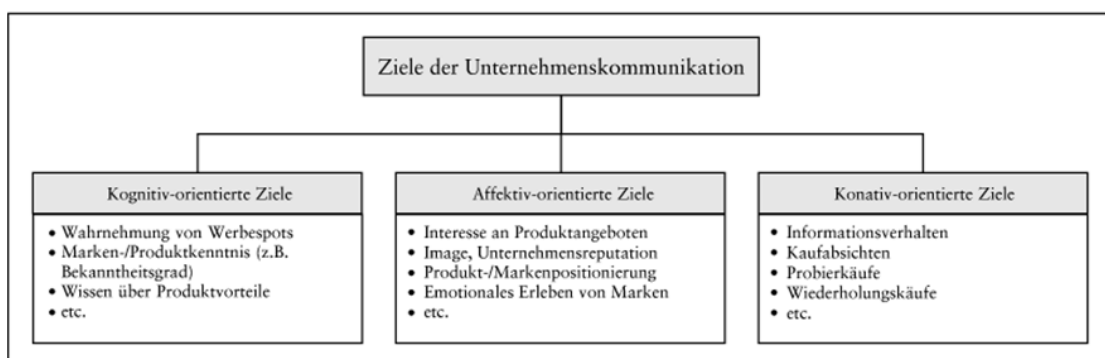 Ziele der Unternehmenskommunikation
Kognitiv-orientierte Ziele
• Wahrnehmung von Werbespots
• Marken-/Produktkenntnis (z.B.
Bekanntheitsgrad)
• Wissen über Produktvorteile
• etc.
Affektiv-orientierte Ziele
• Interesse an Produktangeboten
• Image, Unternehmensreputation
• Produkt-/Markenpositionierung
• Emotionales Erleben von Marken
• etc.
Konativ-orientierte Ziele
• Informationsverhalten
• Kaufabsichten
• Probierkäufe
• Wiederholungskäufe
• etc.